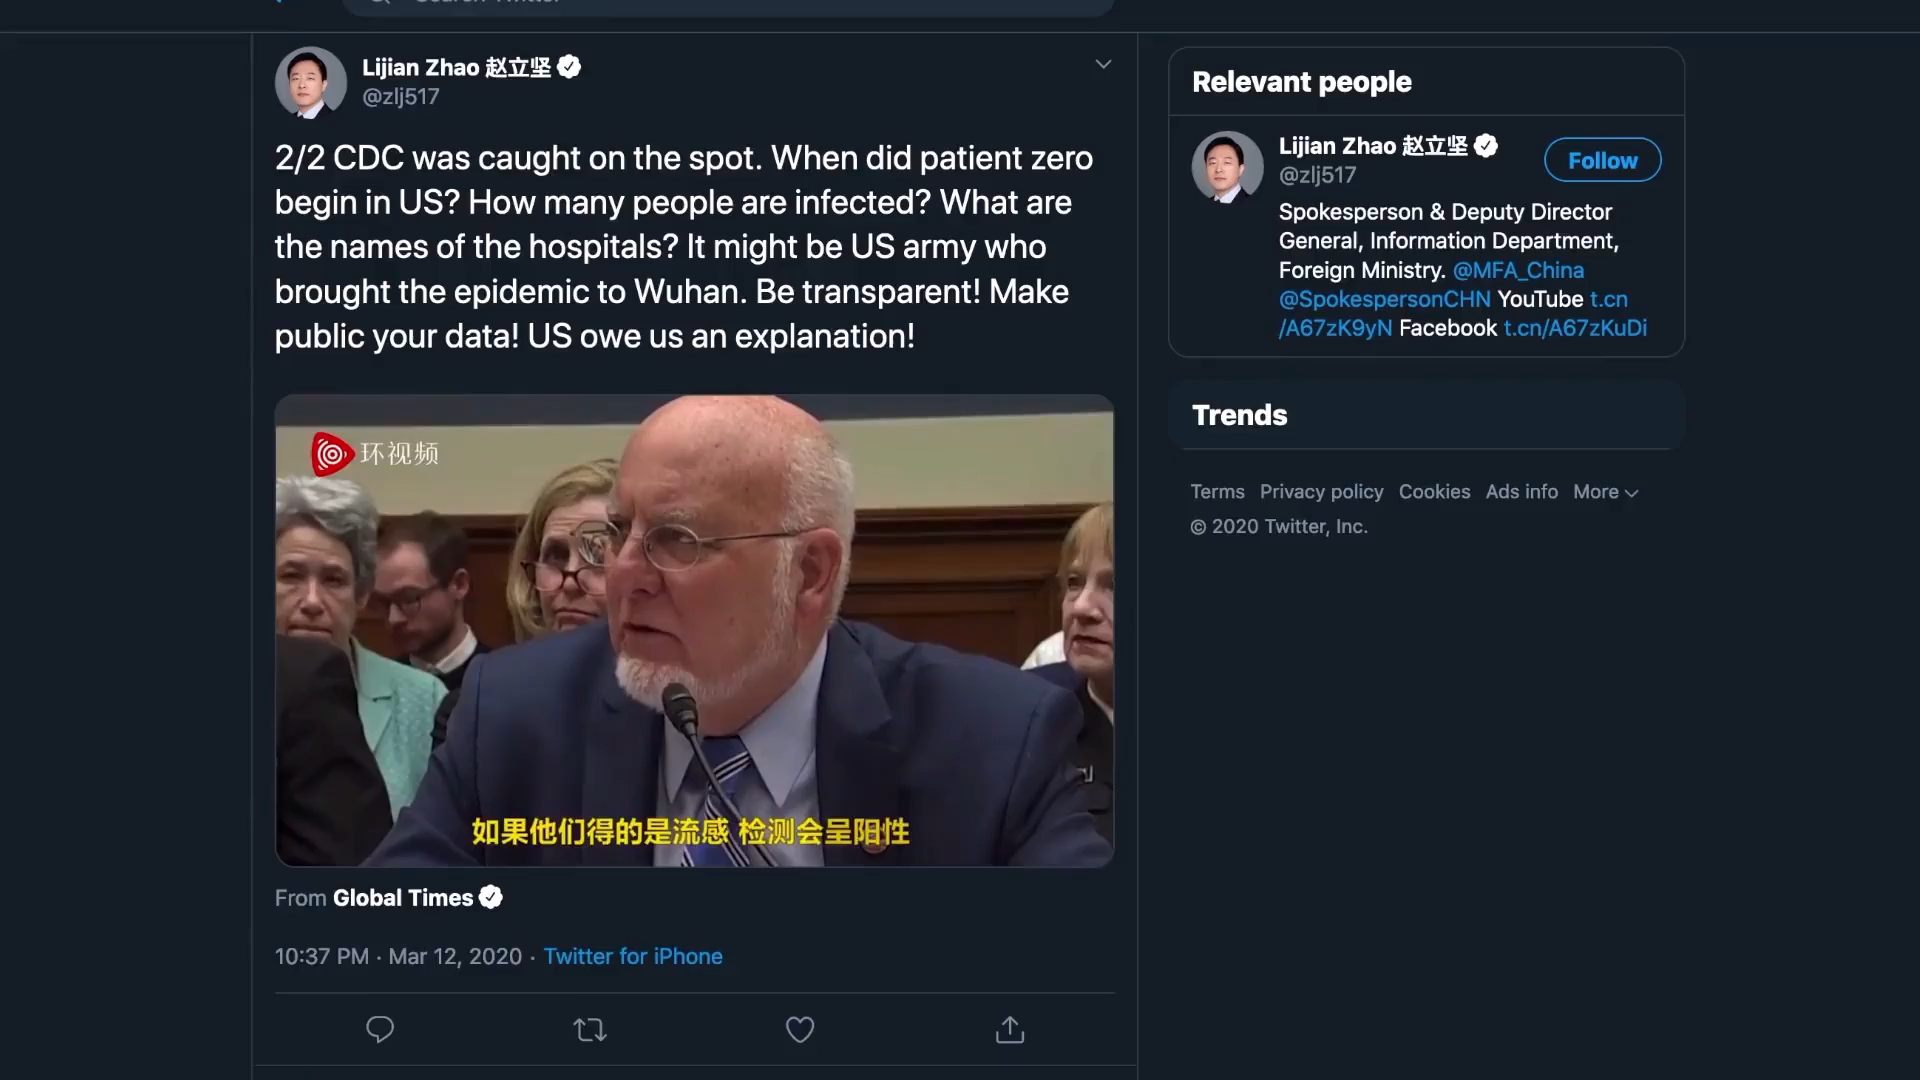 Search Twitter
Lijian Zhao 赵立坚
@zlj517
2/2 CDC was caught on the spot. When did patient zero
begin in US? How many people are infected? What are
the names of the hospitals? It might be US army who
brought the epidemic to Wuhan. Be transparent! Make
public your data! US owe us an explanation!
环视频
如果他们得的是流感 检测会呈阳性
From Global Times
10:37 PM · Mar 12, 2020 · Twitter for iPhone
Relevant people
Lijian Zhao 赵立坚
@zlj517
Follow
Spokesperson & Deputy Director
General, Information Department,
Foreign Ministry. @MFA_China
@SpokespersonCHN YouTube t.cn
/A67zK9yN Facebook t.cn/A67zKuDi
Trends
Terms Privacy policy Cookies Ads info More
© 2020 Twitter, Inc.